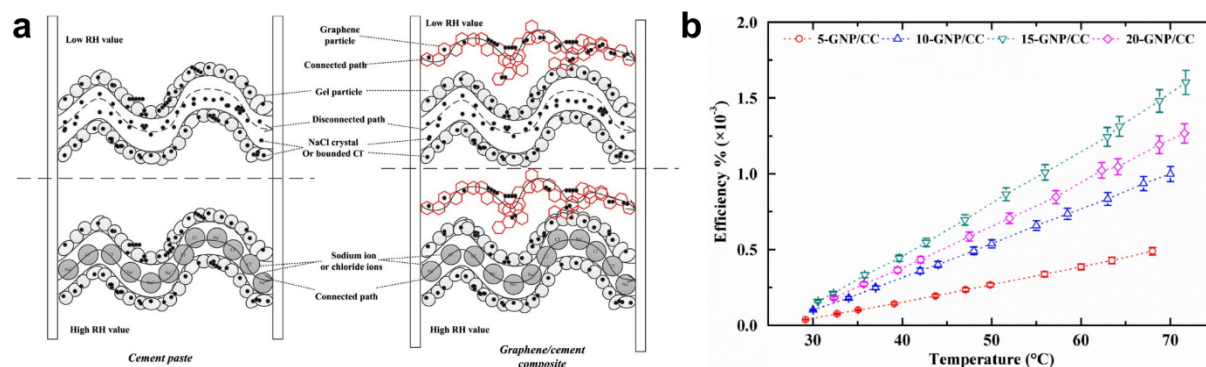 a
Low RH value
Low RH value
Graphene
particle
Connected path
Gel particle
Disconnected path
NaCl crystal
Or bounded Cl⁻
Sodium ion
or chloride ions
Connected path
High RH value
High RH value
Cement paste
Graphene/cement
composite
b
2.0
5-GNP/CC 10-GNP/CC 15-GNP/CC 20-GNP/CC
1.5
1.0
0.5
0.0
Efficiency % (×10⁻³)
30 40 50 60 70
Temperature (°C)